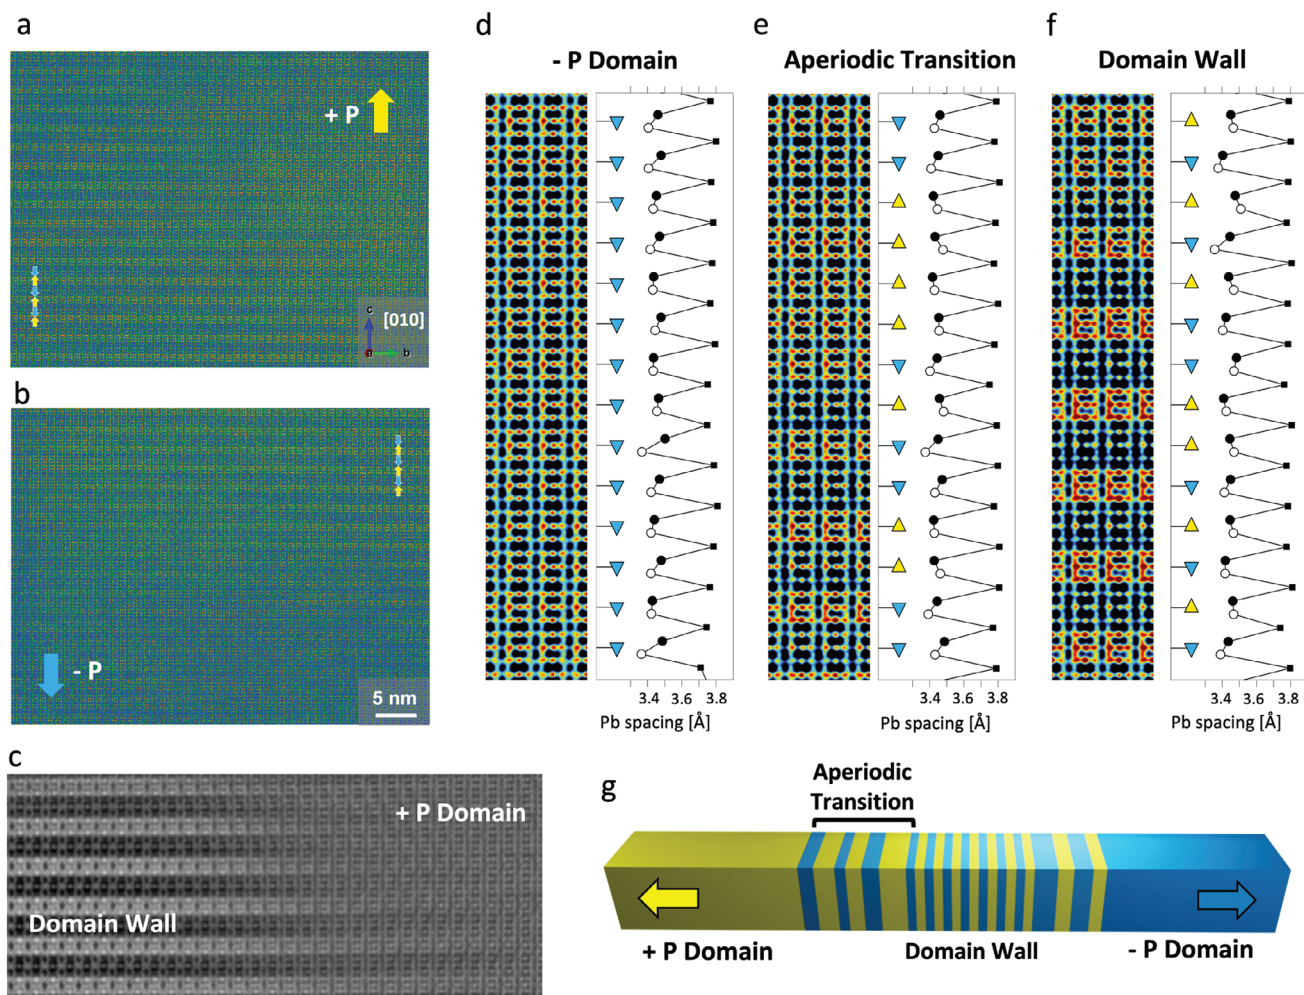 a
+ P
[010]
c
a
b
b
- P
5 nm
c
+ P Domain
Domain Wall
d
- P Domain
3.4 3.6 3.8
Pb spacing [Å]
e
Aperiodic Transition
3.4 3.6 3.8
Pb spacing [Å]
f
Domain Wall
3.4 3.6 3.8
Pb spacing [Å]
g
Aperiodic
Transition
+ P Domain
Domain Wall
- P Domain